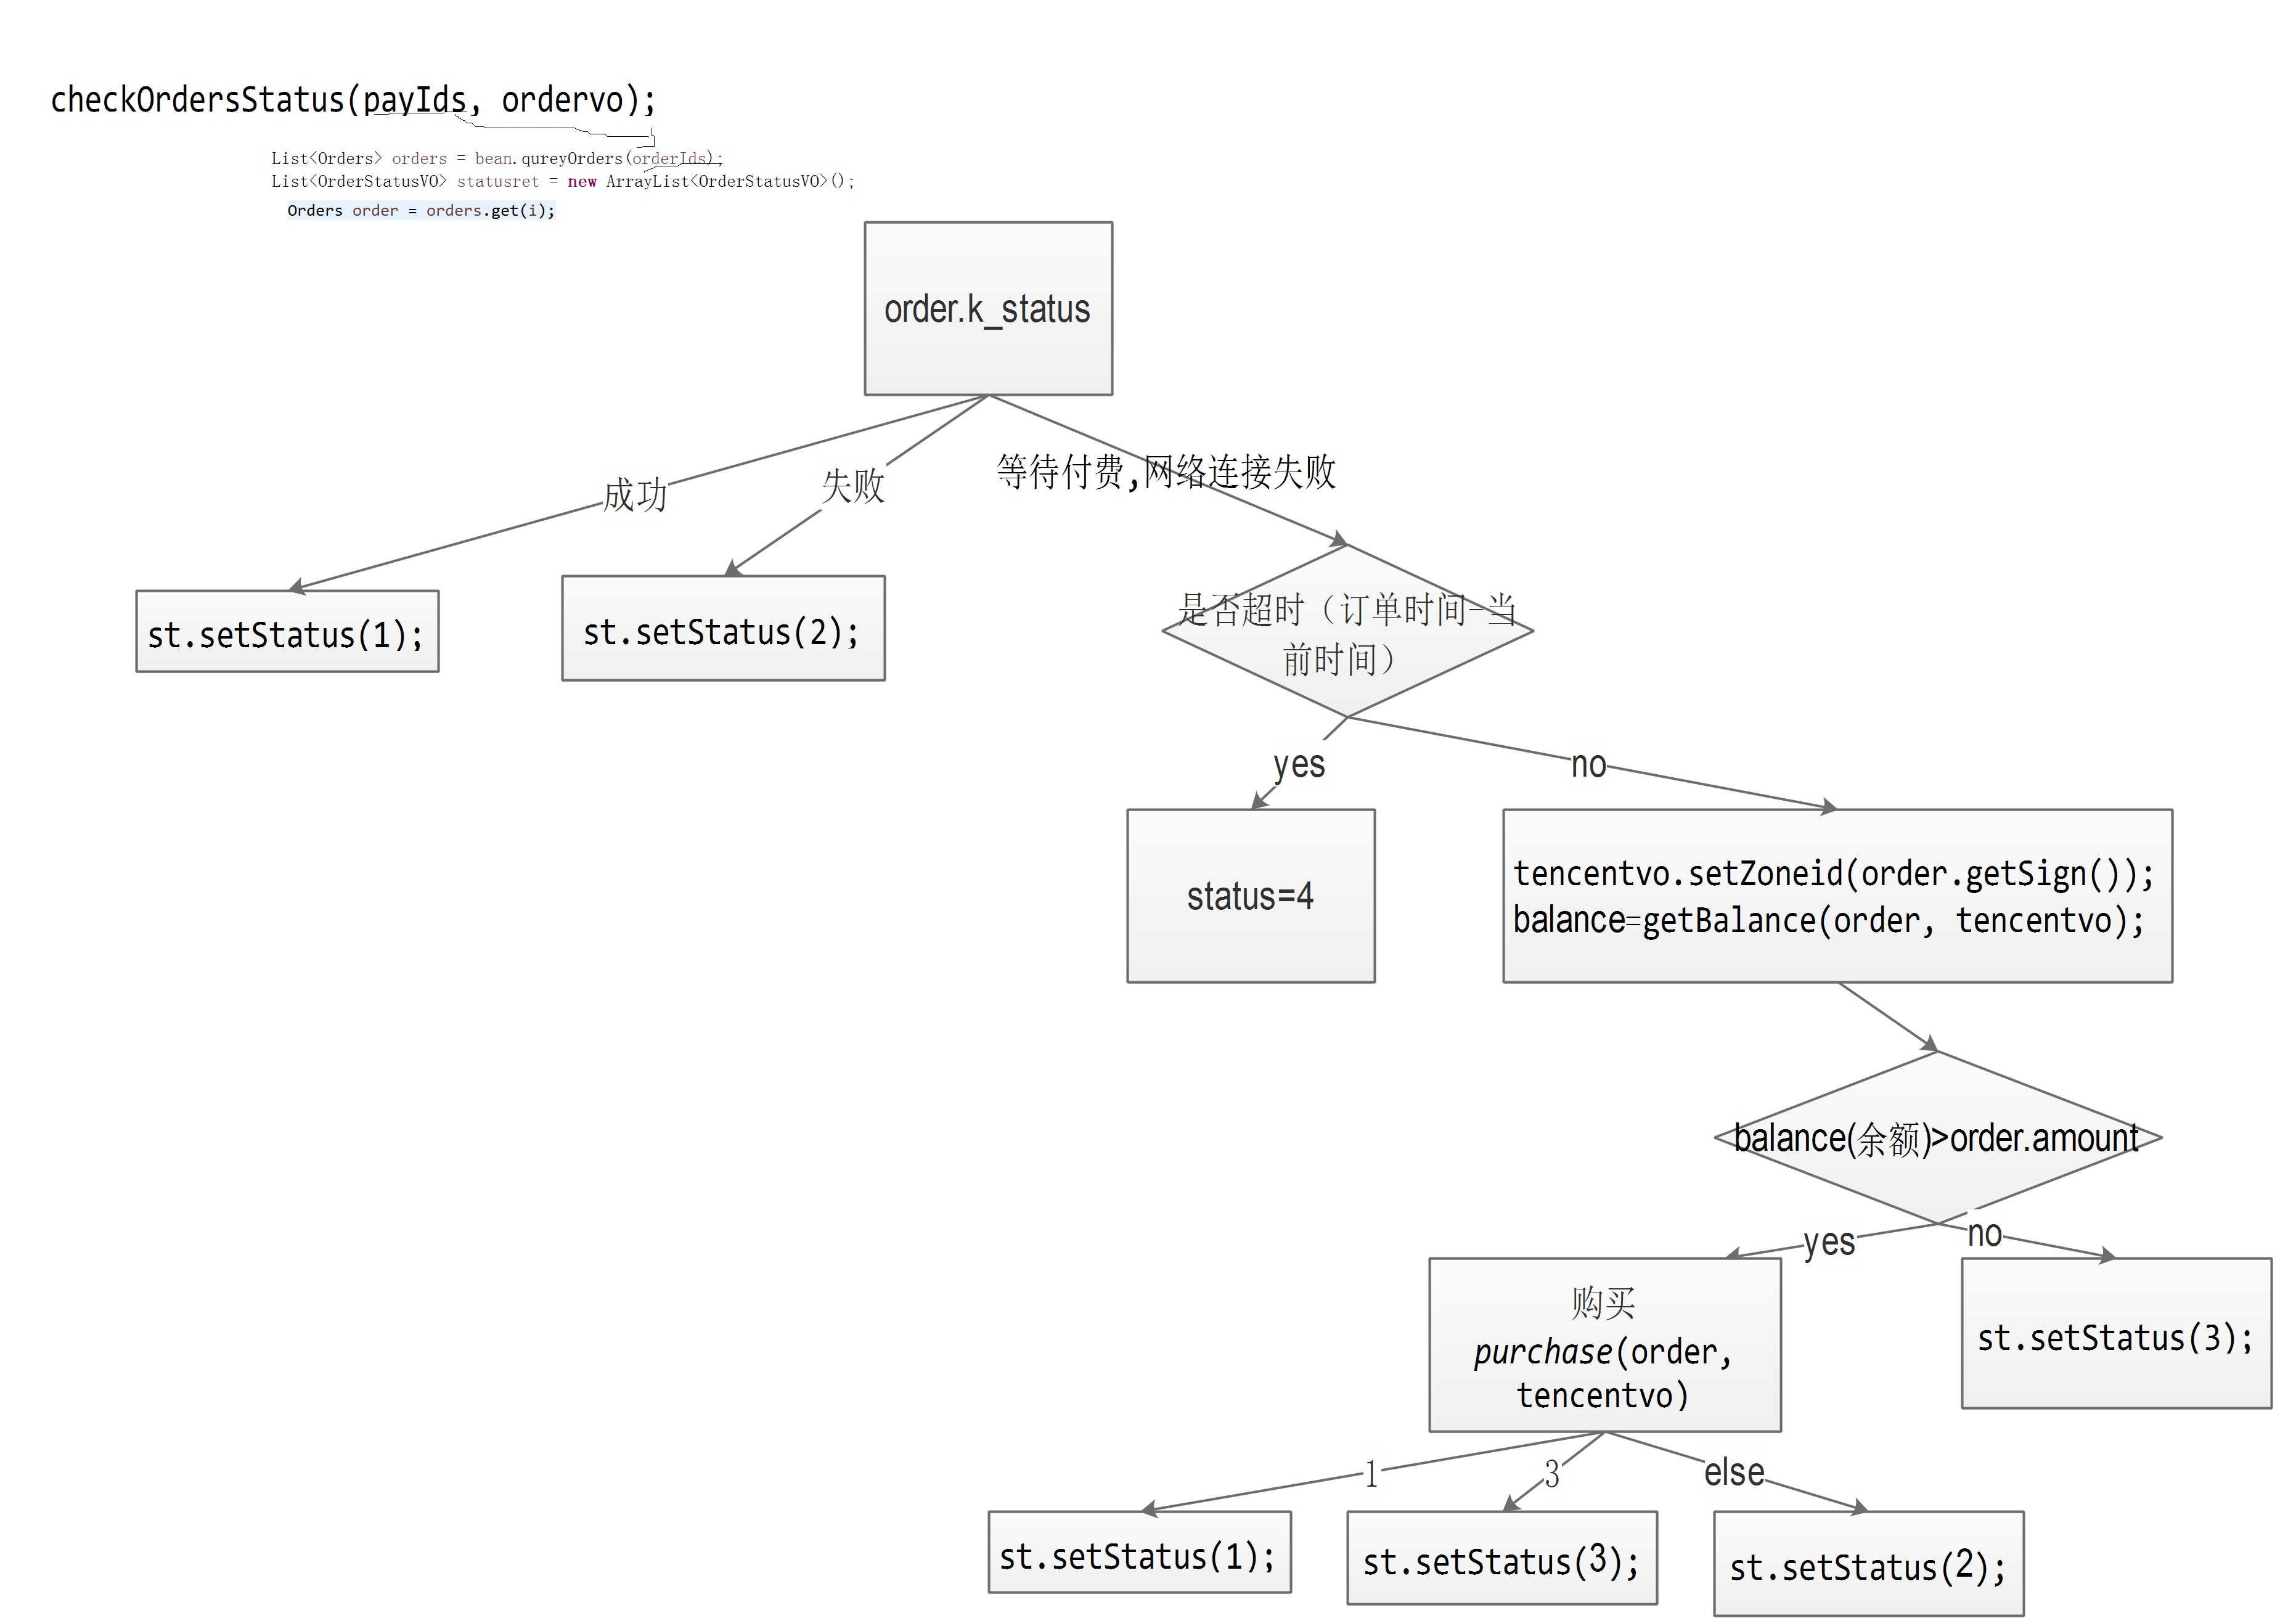 checkOrdersStatus(payIds, ordervo);
List<Orders> orders = bean.qureyOrders(orderIds);
List<OrderStatusVO> statusret = new ArrayList<OrderStatusVO>();
Orders order = orders.get(i);
order.k_status
成功
失败
等待付费,网络连接失败
st.setStatus(1);
st.setStatus(2);
是否超时（订单时间-当
前时间）
yes
no
status=4
tencentvo.setZoneid(order.getSign());
balance=getBalance(order, tencentvo);
balance(余额)>order.amount
yes
no
购买
purchase(order,
tencentvo)
st.setStatus(3);
1
3
else
st.setStatus(1);
st.setStatus(3);
st.setStatus(2);